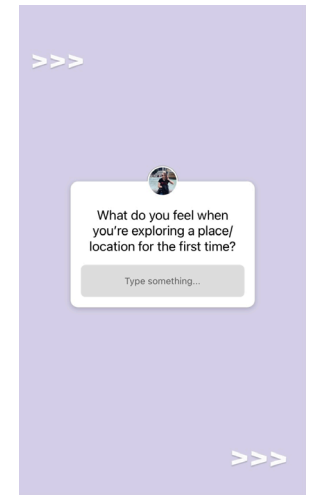 >>>
What do you feel when
you're exploring a place/
location for the first time?
Type something...
>>>